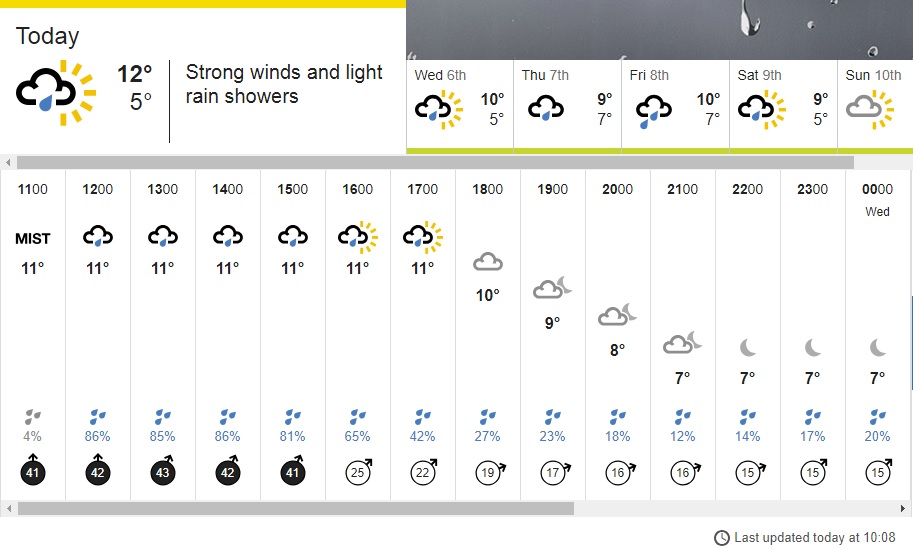 Today
12°
5°
Strong winds and light
rain showers
Wed 6th
10°
5°
Thu 7th
9°
7°
Fri 8th
10°
7°
Sat 9th
9°
5°
Sun 10th
1100 1200 1300 1400 1500 1600 1700 1800 1900 2000 2100 2200 2300 0000
Wed
MIST
11° 11° 11° 11° 11° 11° 11° 10° 9° 8° 7° 7° 7° 7°
4% 86% 85% 86% 81% 65% 42% 27% 23% 18% 12% 14% 17% 20%
41 42 43 42 41 25 22 19 17 16 16 15 15 15
Last updated today at 10:08